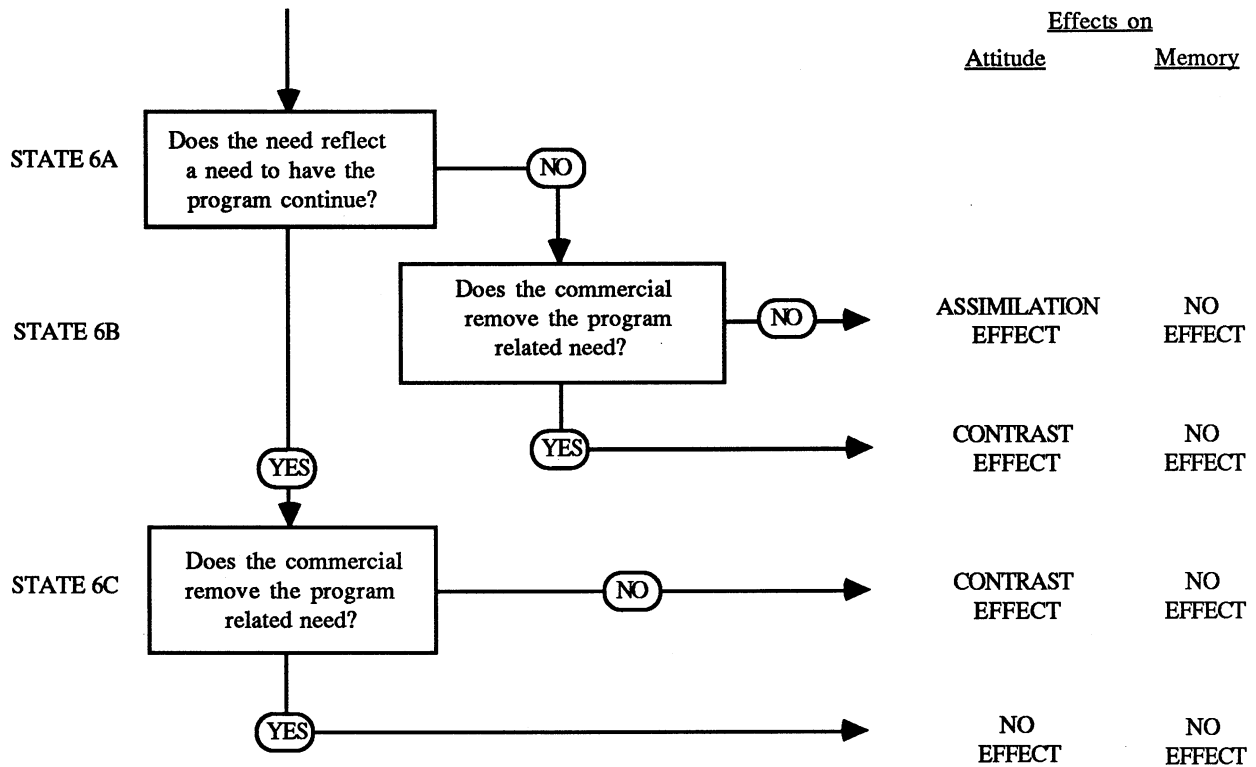 Effects on
Attitude
Memory
STATE 6A
Does the need reflect
a need to have the
program continue?
NO
STATE 6B
Does the commercial
remove the program
related need?
NO
ASSIMILATION
EFFECT
NO
EFFECT
YES
CONTRAST
EFFECT
NO
EFFECT
YES
STATE 6C
Does the commercial
remove the program
related need?
NO
CONTRAST
EFFECT
NO
EFFECT
YES
NO
EFFECT
NO
EFFECT